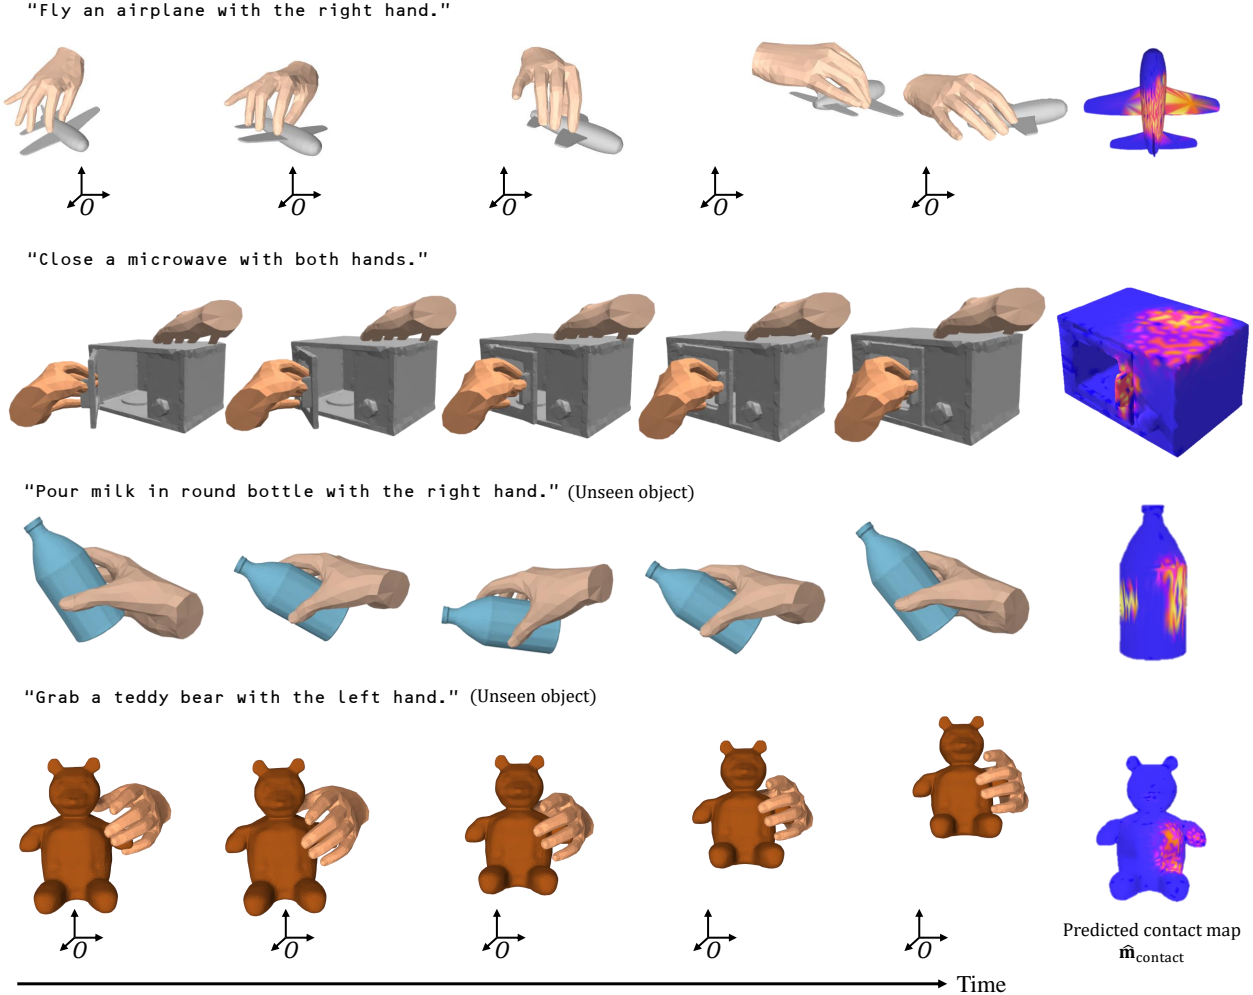 "Fly an airplane with the right hand."
O O O O O
"Close a microwave with both hands."
"Pour milk in round bottle with the right hand." (Unseen object)
"Grab a teddy bear with the left hand." (Unseen object)
O O O O O
Predicted contact map
m̂contact
Time